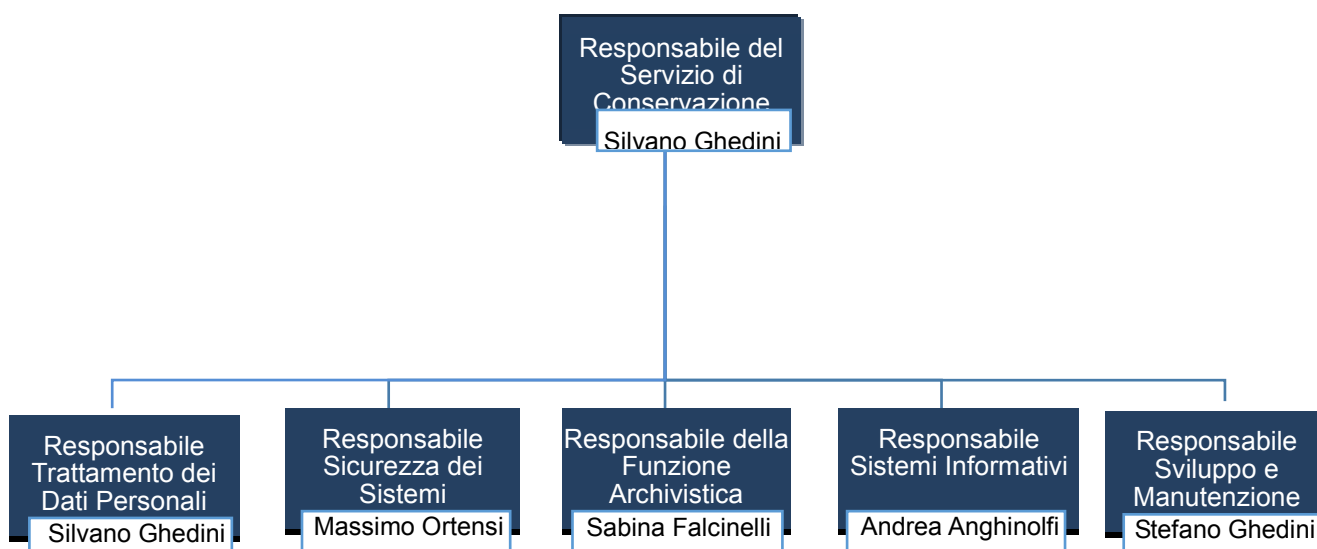 Responsabile del
Servizio di
Conservazione
Silvano Ghedini
Responsabile
Trattamento dei
Dati Personali
Silvano Ghedini
Responsabile
Sicurezza dei
Sistemi
Massimo Ortensi
Responsabile della
Funzione
Archivistica
Sabina Falcinelli
Responsabile
Sistemi Informativi
Andrea Anghinolfi
Responsabile
Sviluppo e
Manutenzione
Stefano Ghedini